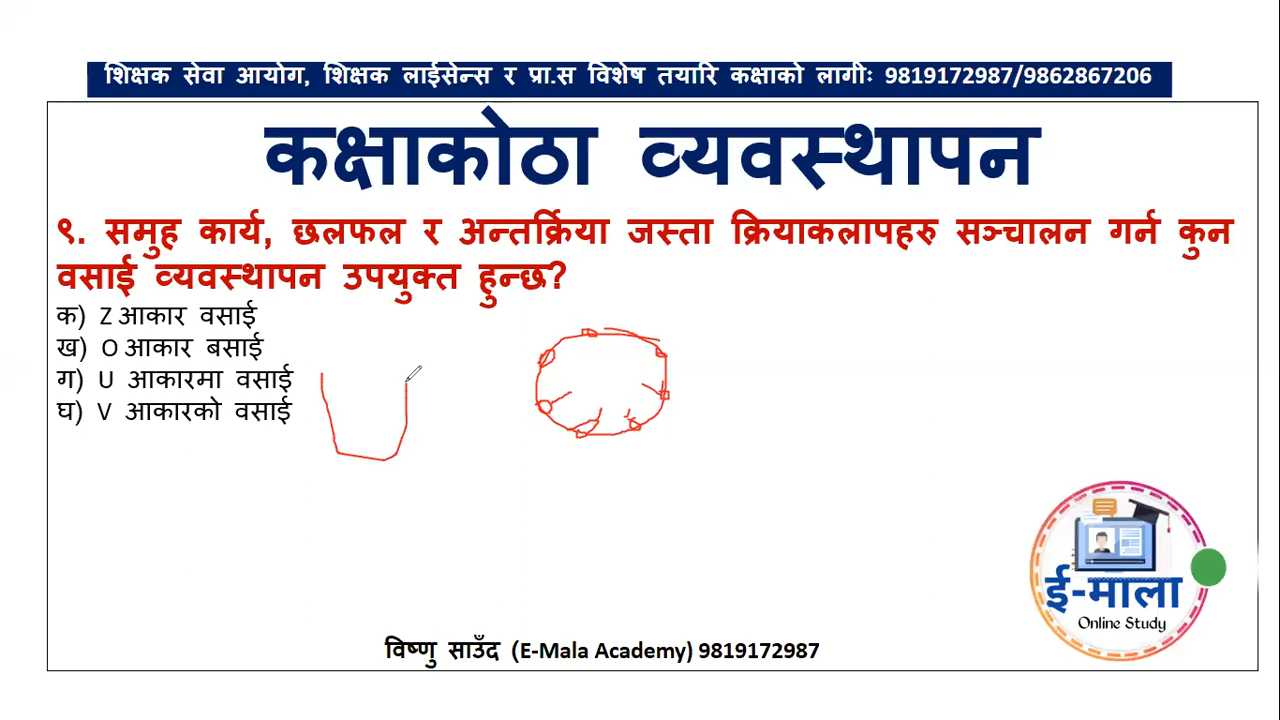 शिक्षक सेवा आयोग, शिक्षक लाईसेन्स र प्रा.स विशेष तयारि कक्षाको लागीः 9819172987/9862867206
कक्षाकोठा व्यवस्थापन
९. समुह कार्य, छलफल र अन्तर्क्रिया जस्ता क्रियाकलापहरु सञ्चालन गर्न कुन
वसाई व्यवस्थापन उपयुक्त हुन्छ?
क) Z आकार वसाई
ख) O आकार बसाई
ग) U आकारमा वसाई
घ) V आकारको वसाई
ई-माला
Online Study
विष्णु साउँद (E-Mala Academy) 9819172987